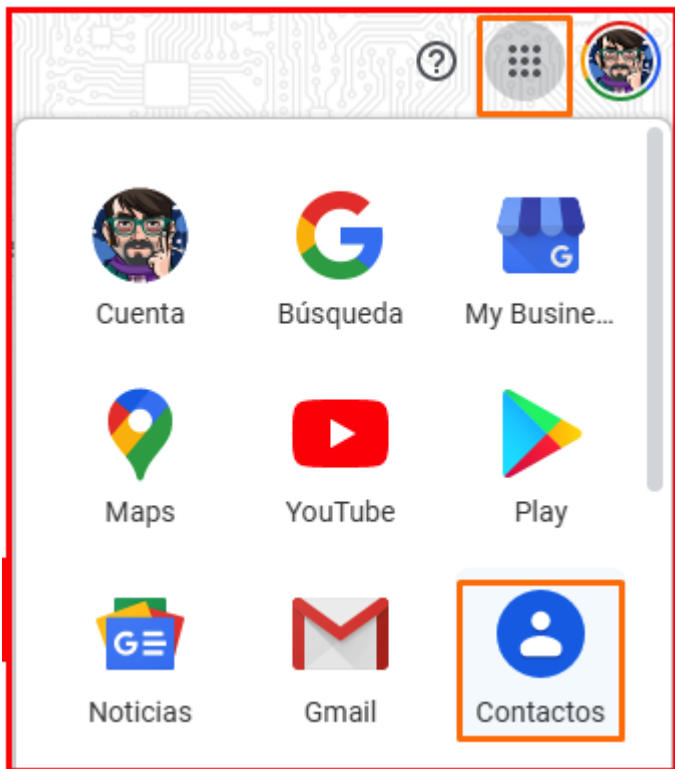 Cuenta
Búsqueda
My Busine...
Maps
YouTube
Play
G
Noticias
Gmail
Contactos